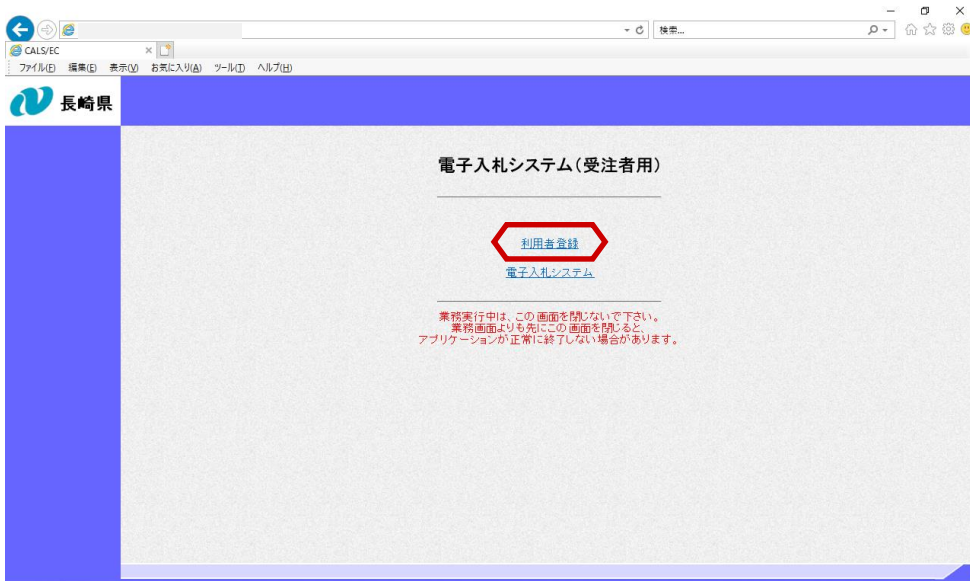 検索...
CALS/EC
ファイル(F) 編集(E) 表示(V) お気に入り(A) ツール(T) ヘルプ(H)
長崎県
電子入札システム(受注者用)
利用者登録
電子入札システム
業務実行中は、この画面を閉じないで下さい。
業務画面よりも先にこの画面を閉じると、
アプリケーションが正常に終了しない場合があります。